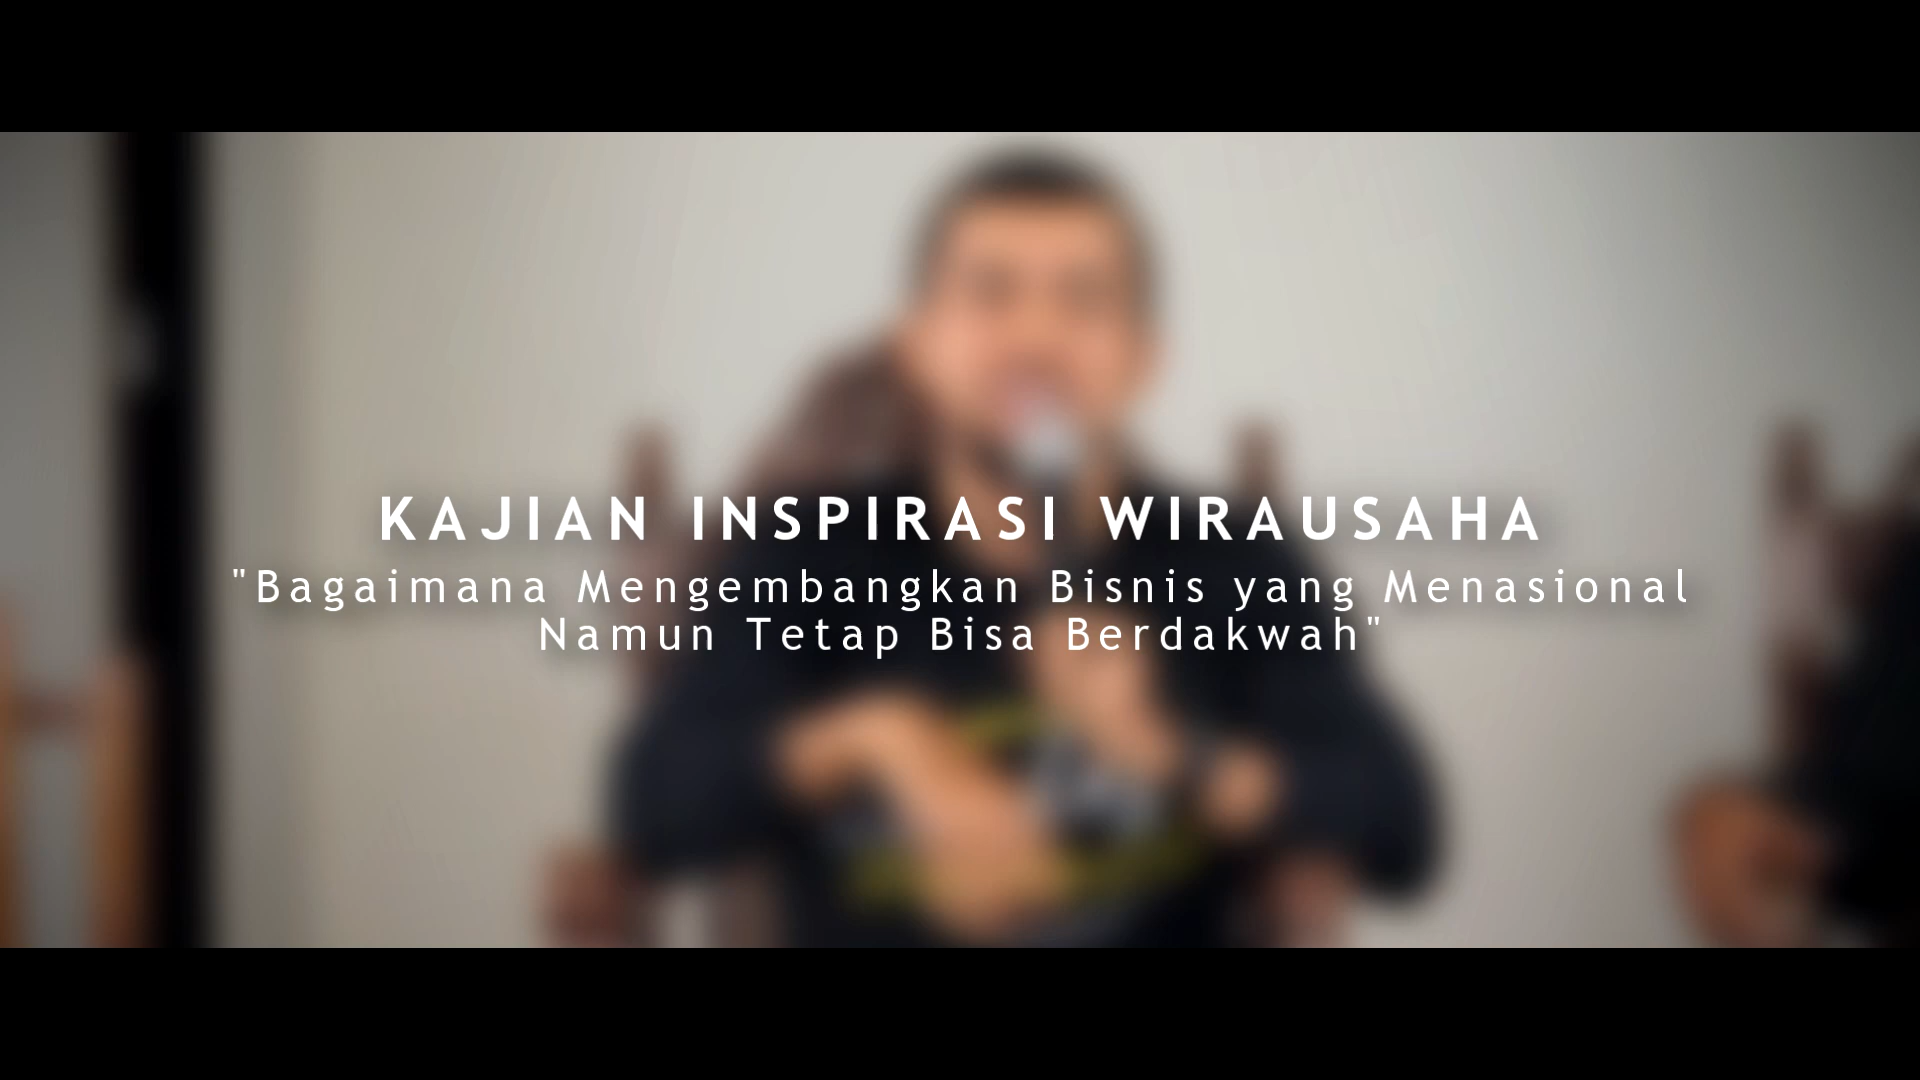 KAJIAN INSPIRASI WIRAUSAHA
"Bagaimana Mengembangkan Bisnis yang Menasional
Namun Tetap Bisa Berdakwah"